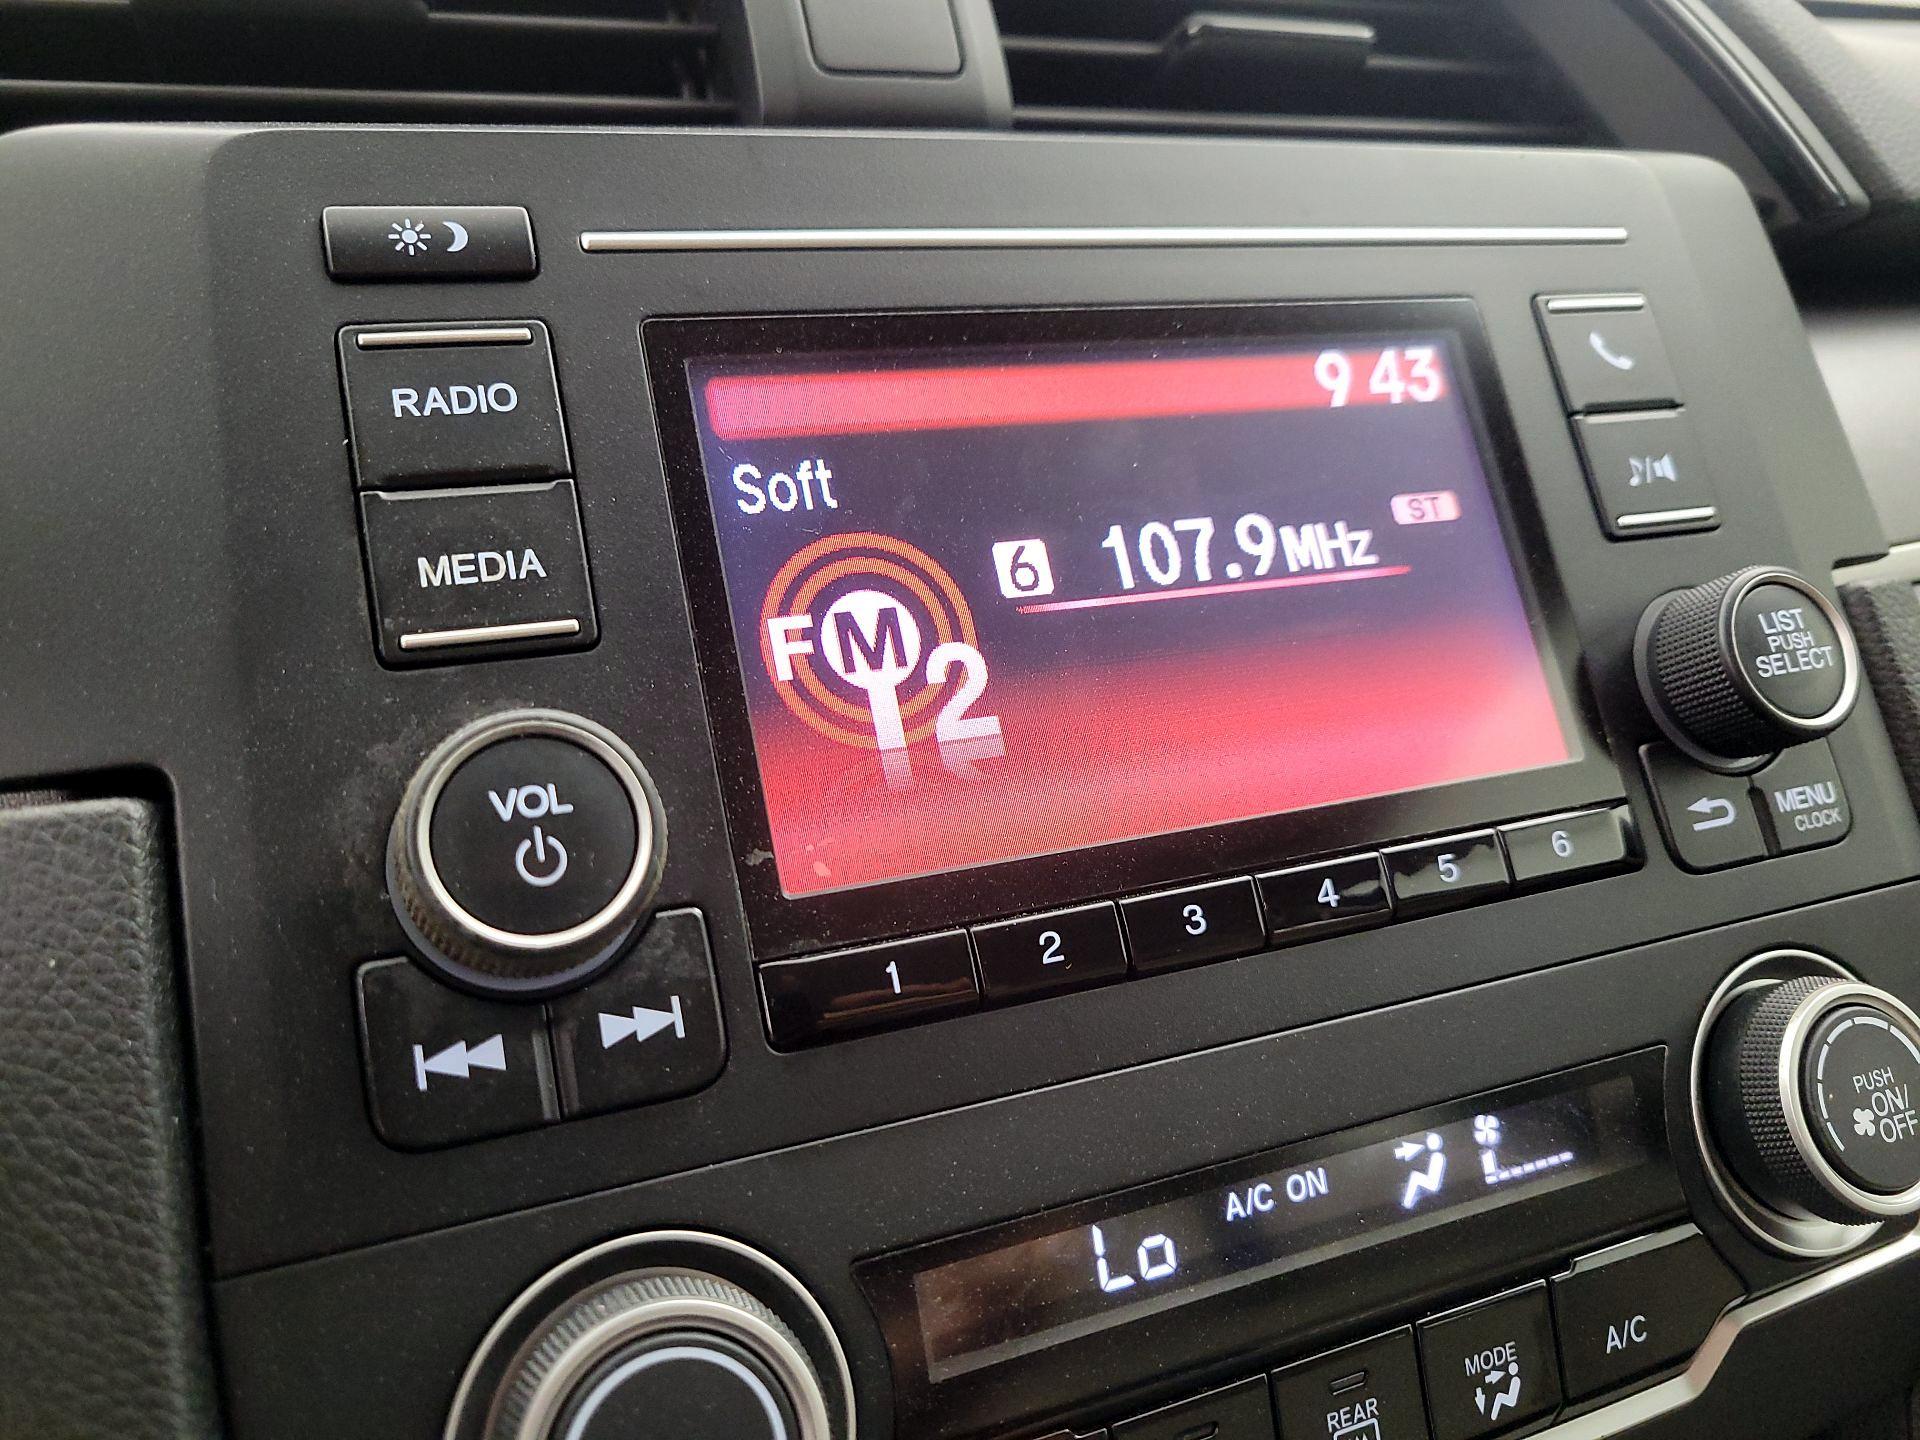 RADIO
MEDIA
VOL
9 43
Soft
6 107.9MHz
ST
FM
2
LIST
PUSH
SELECT
MENU
CLOCK
1 2 3 4 5 6
PUSH
ON/
OFF
A/C ON
Lo
REAR
MODE
A/C